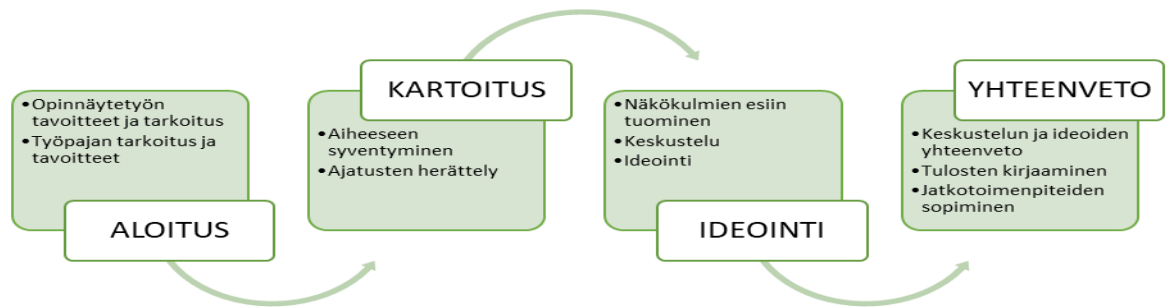 •Opinnäytetyön
tavoitteet ja tarkoitus
•Työpajan tarkoitus ja
tavoitteet
ALOITUS
KARTOITUS
•Aiheeseen
syventyminen
•Ajatusten herättely
•Näkökulmien esiin
tuominen
•Keskustelu
•Ideointi
IDEOINTI
YHTEENVETO
•Keskustelun ja ideoiden
yhteenveto
•Tulosten kirjaaminen
•Jatkotoimenpiteiden
sopiminen